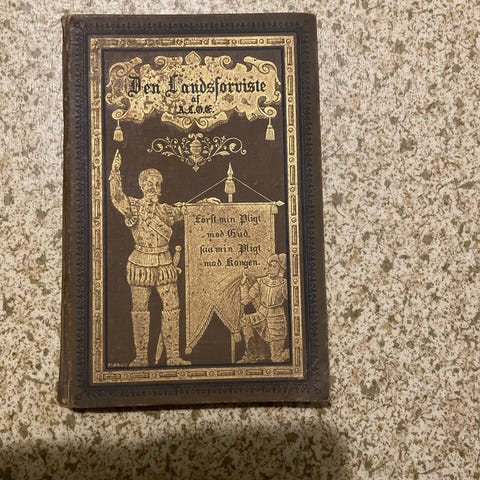 Den Landsforviste
af
A.L.O.E.
Først min Pligt
mod Gud,
saa min Pligt
mod Kongen.